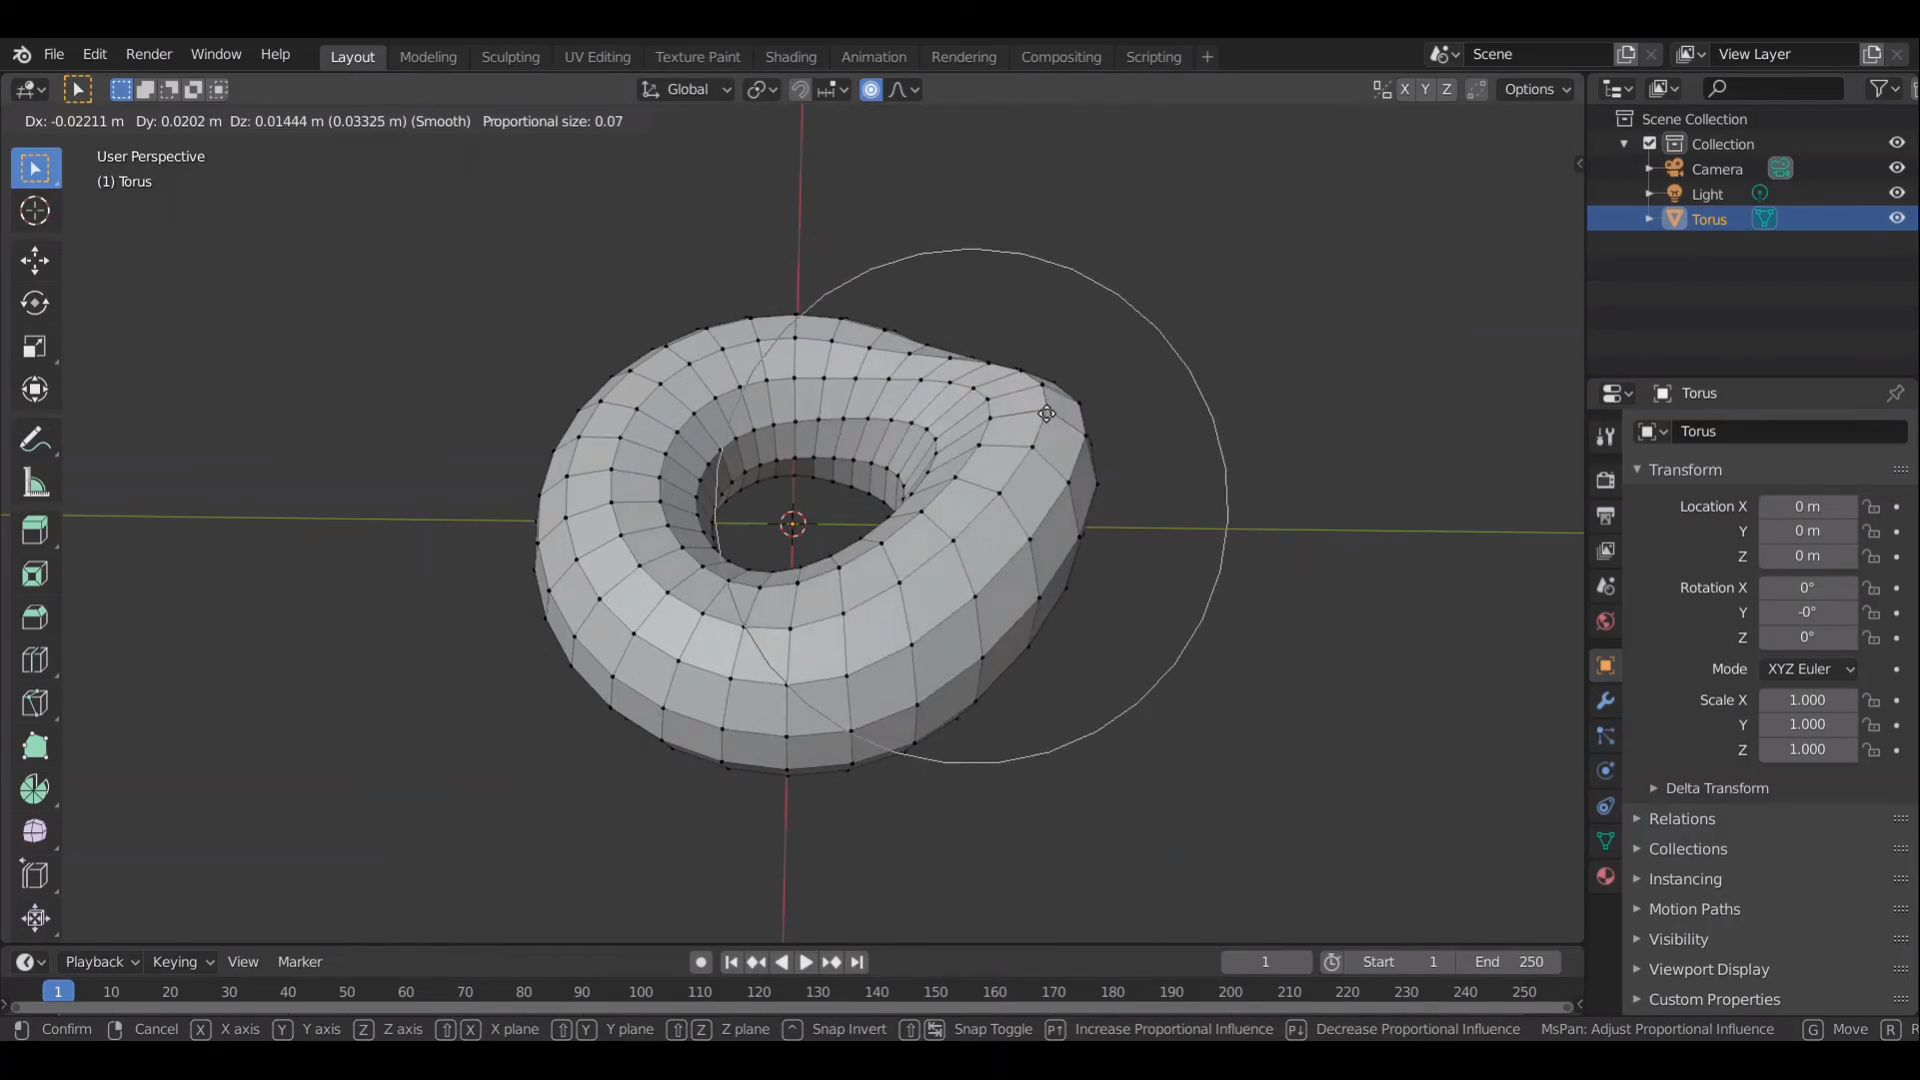 File Edit Render Window Help Layout Modeling Sculpting UV Editing Texture Paint Shading Animation Rendering Compositing Scripting + Scene View Layer
Global X Y Z Options
Dx: -0.02211 m Dy: 0.0202 m Dz: 0.01444 m (0.03325 m) (Smooth) Proportional size: 0.07
User Perspective
(1) Torus
Scene Collection
Collection
Camera
Light
Torus
Torus
Torus
Transform
Location X 0 m
Y 0 m
Z 0 m
Rotation X 0°
Y -0°
Z 0°
Mode XYZ Euler
Scale X 1.000
Y 1.000
Z 1.000
Delta Transform
Relations
Collections
Instancing
Motion Paths
Visibility
Viewport Display
Custom Properties
Playback Keying View Marker 1 Start 1 End 250
1 10 20 30 40 50 60 70 80 90 100 110 120 130 140 150 160 170 180 190 200 210 220 230 240 250
Confirm Cancel X X axis Y Y axis Z Z axis X X plane Y Y plane Z Z plane ^ Snap Invert Snap Toggle P↑ Increase Proportional Influence P↓ Decrease Proportional Influence MsPan: Adjust Proportional Influence G Move R R